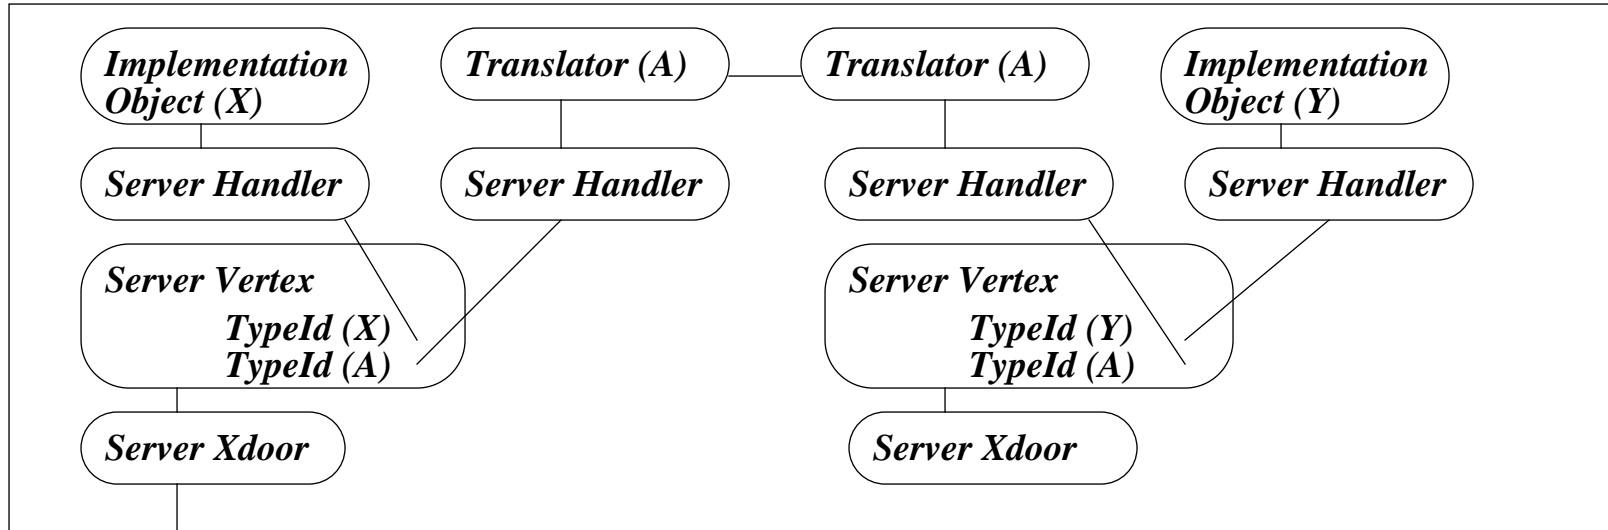 Implementation
Object (X)
Translator (A)
Translator (A)
Implementation
Object (Y)
Server Handler
Server Handler
Server Handler
Server Handler
Server Vertex
TypeId (X)
TypeId (A)
Server Vertex
TypeId (Y)
TypeId (A)
Server Xdoor
Server Xdoor